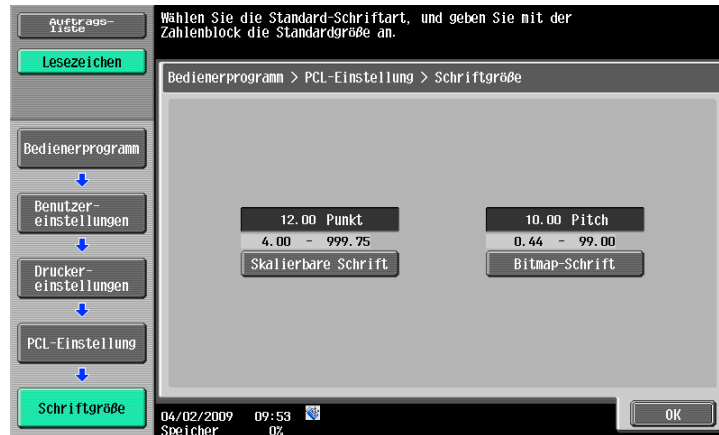 Auftrags-
liste
Lesezeichen
Bedienerprogramm
Benutzer-
einstellungen
Drucker-
einstellungen
PCL-Einstellung
Schriftgröße
Wählen Sie die Standard-Schriftart, und geben Sie mit der
Zahlenblock die Standardgröße an.
Bedienerprogramm > PCL-Einstellung > Schriftgröße
12.00 Punkt
4.00 - 999.75
Skalierbare Schrift
10.00 Pitch
0.44 - 99.00
Bitmap-Schrift
04/02/2009 09:53
Speicher 0%
OK